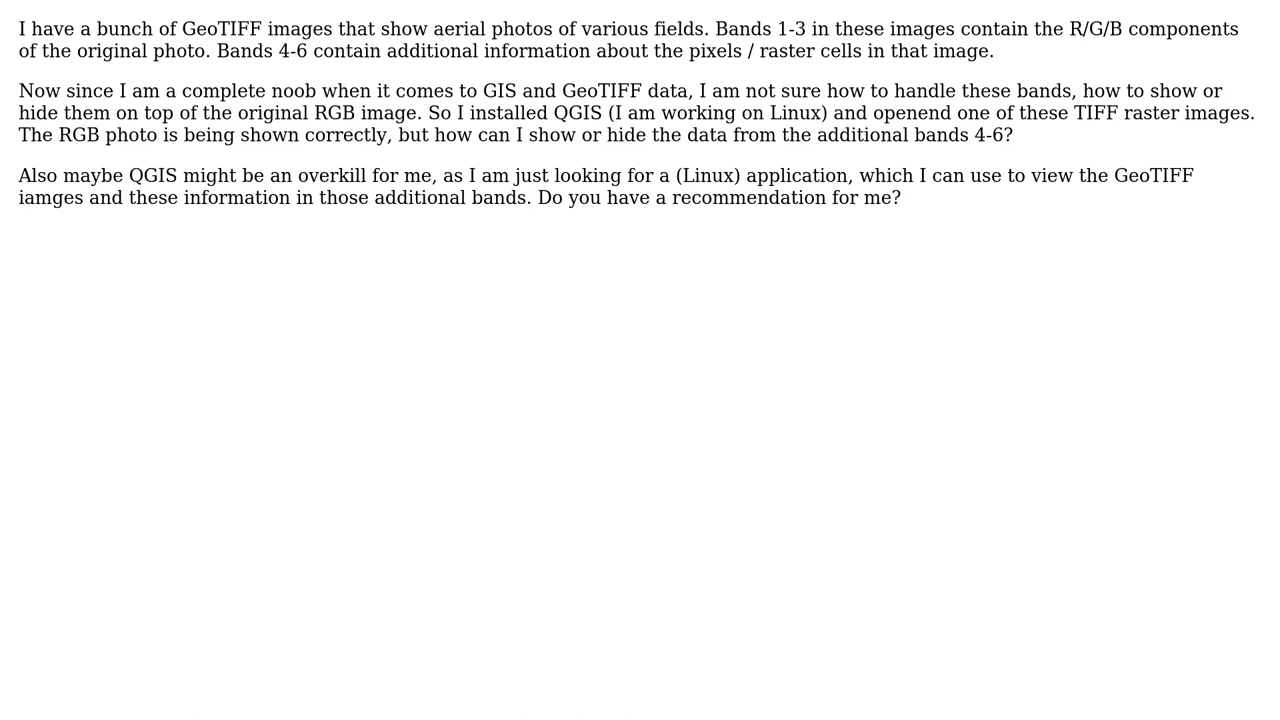 I have a bunch of GeoTIFF images that show aerial photos of various fields. Bands 1-3 in these images contain the R/G/B components
of the original photo. Bands 4-6 contain additional information about the pixels / raster cells in that image.
Now since I am a complete noob when it comes to GIS and GeoTIFF data, I am not sure how to handle these bands, how to show or
hide them on top of the original RGB image. So I installed QGIS (I am working on Linux) and openend one of these TIFF raster images.
The RGB photo is being shown correctly, but how can I show or hide the data from the additional bands 4-6?
Also maybe QGIS might be an overkill for me, as I am just looking for a (Linux) application, which I can use to view the GeoTIFF
iamges and these information in those additional bands. Do you have a recommendation for me?